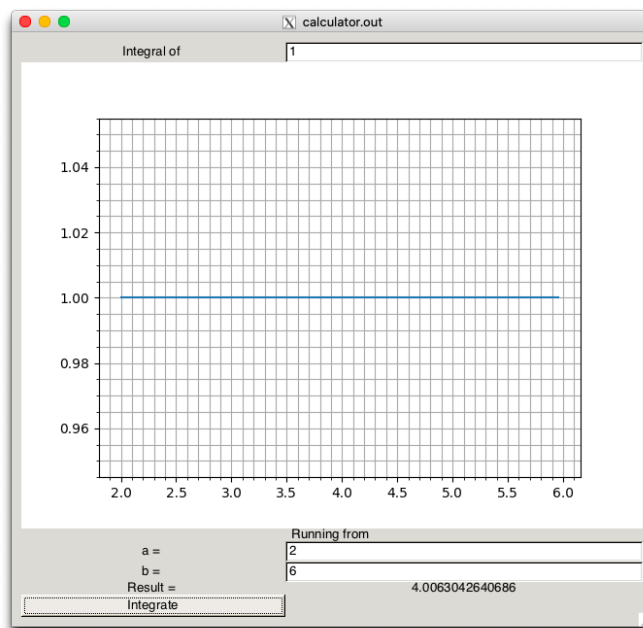 calculator.out
Integral of 1
1.04
1.02
1.00
0.98
0.96
2.0 2.5 3.0 3.5 4.0 4.5 5.0 5.5 6.0
Running from
a = 2
b = 6
Result = 4.0063042640686
Integrate